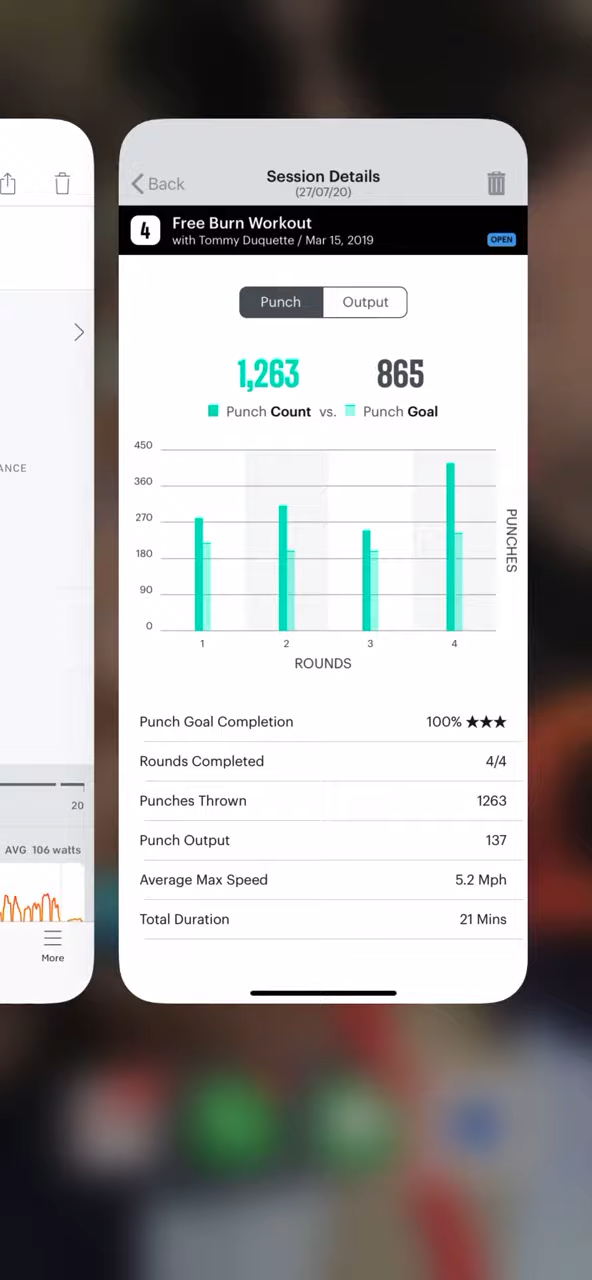 Back
Session Details
(27/07/20)
4
Free Burn Workout
with Tommy Duquette / Mar 15, 2019
OPEN
Punch
Output
1,263
865
Punch Count vs. Punch Goal
450
360
270
180
90
0
PUNCHES
1 2 3 4
ROUNDS
Punch Goal Completion 100% ★★★
Rounds Completed 4/4
Punches Thrown 1263
Punch Output 137
Average Max Speed 5.2 Mph
Total Duration 21 Mins
ANCE
20
AVG 106 watts
More